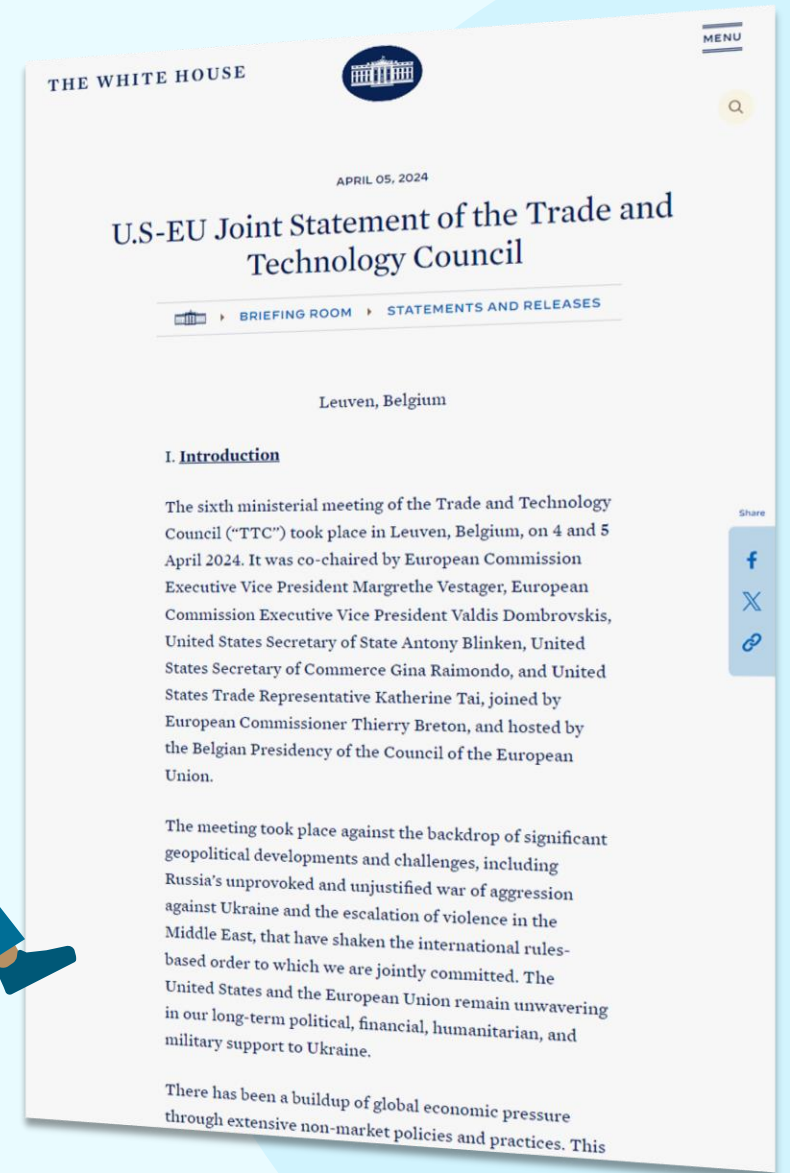 THE WHITE HOUSE
MENU
APRIL 05, 2024
U.S-EU Joint Statement of the Trade and
Technology Council
BRIEFING ROOM
STATEMENTS AND RELEASES
Leuven, Belgium
I. Introduction
The sixth ministerial meeting of the Trade and Technology
Council (“TTC”) took place in Leuven, Belgium, on 4 and 5
April 2024. It was co-chaired by European Commission
Executive Vice President Margrethe Vestager, European
Commission Executive Vice President Valdis Dombrovskis,
United States Secretary of State Antony Blinken, United
States Secretary of Commerce Gina Raimondo, and United
States Trade Representative Katherine Tai, joined by
European Commissioner Thierry Breton, and hosted by
the Belgian Presidency of the Council of the European
Union.
Share
The meeting took place against the backdrop of significant
geopolitical developments and challenges, including
Russia’s unprovoked and unjustified war of aggression
against Ukraine and the escalation of violence in the
Middle East, that have shaken the international rules-
based order to which we are jointly committed. The
United States and the European Union remain unwavering
in our long-term political, financial, humanitarian, and
military support to Ukraine.
There has been a buildup of global economic pressure
through extensive non-market policies and practices. This